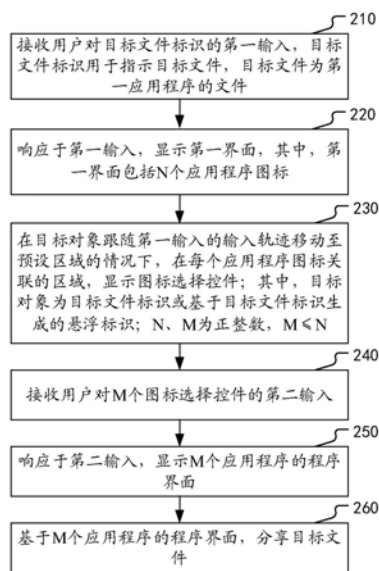 210
接收用户对目标文件标识的第一输入，目标
文件标识用于指示目标文件，目标文件为第
一应用程序的文件
220
响应于第一输入，显示第一界面，其中，第
一界面包括N个应用程序图标
230
在目标对象跟随第一输入的输入轨迹移动至
预设区域的情况下，在每个应用程序图标关
联的区域，显示图标选择控件；其中，目标
对象为目标文件标识或基于目标文件标识生
成的悬浮标识；N、M为正整数，M≤N
240
接收用户对M个图标选择控件的第二输入
250
响应于第二输入，显示M个应用程序的程序
界面
260
基于M个应用程序的程序界面，分享目标文
件